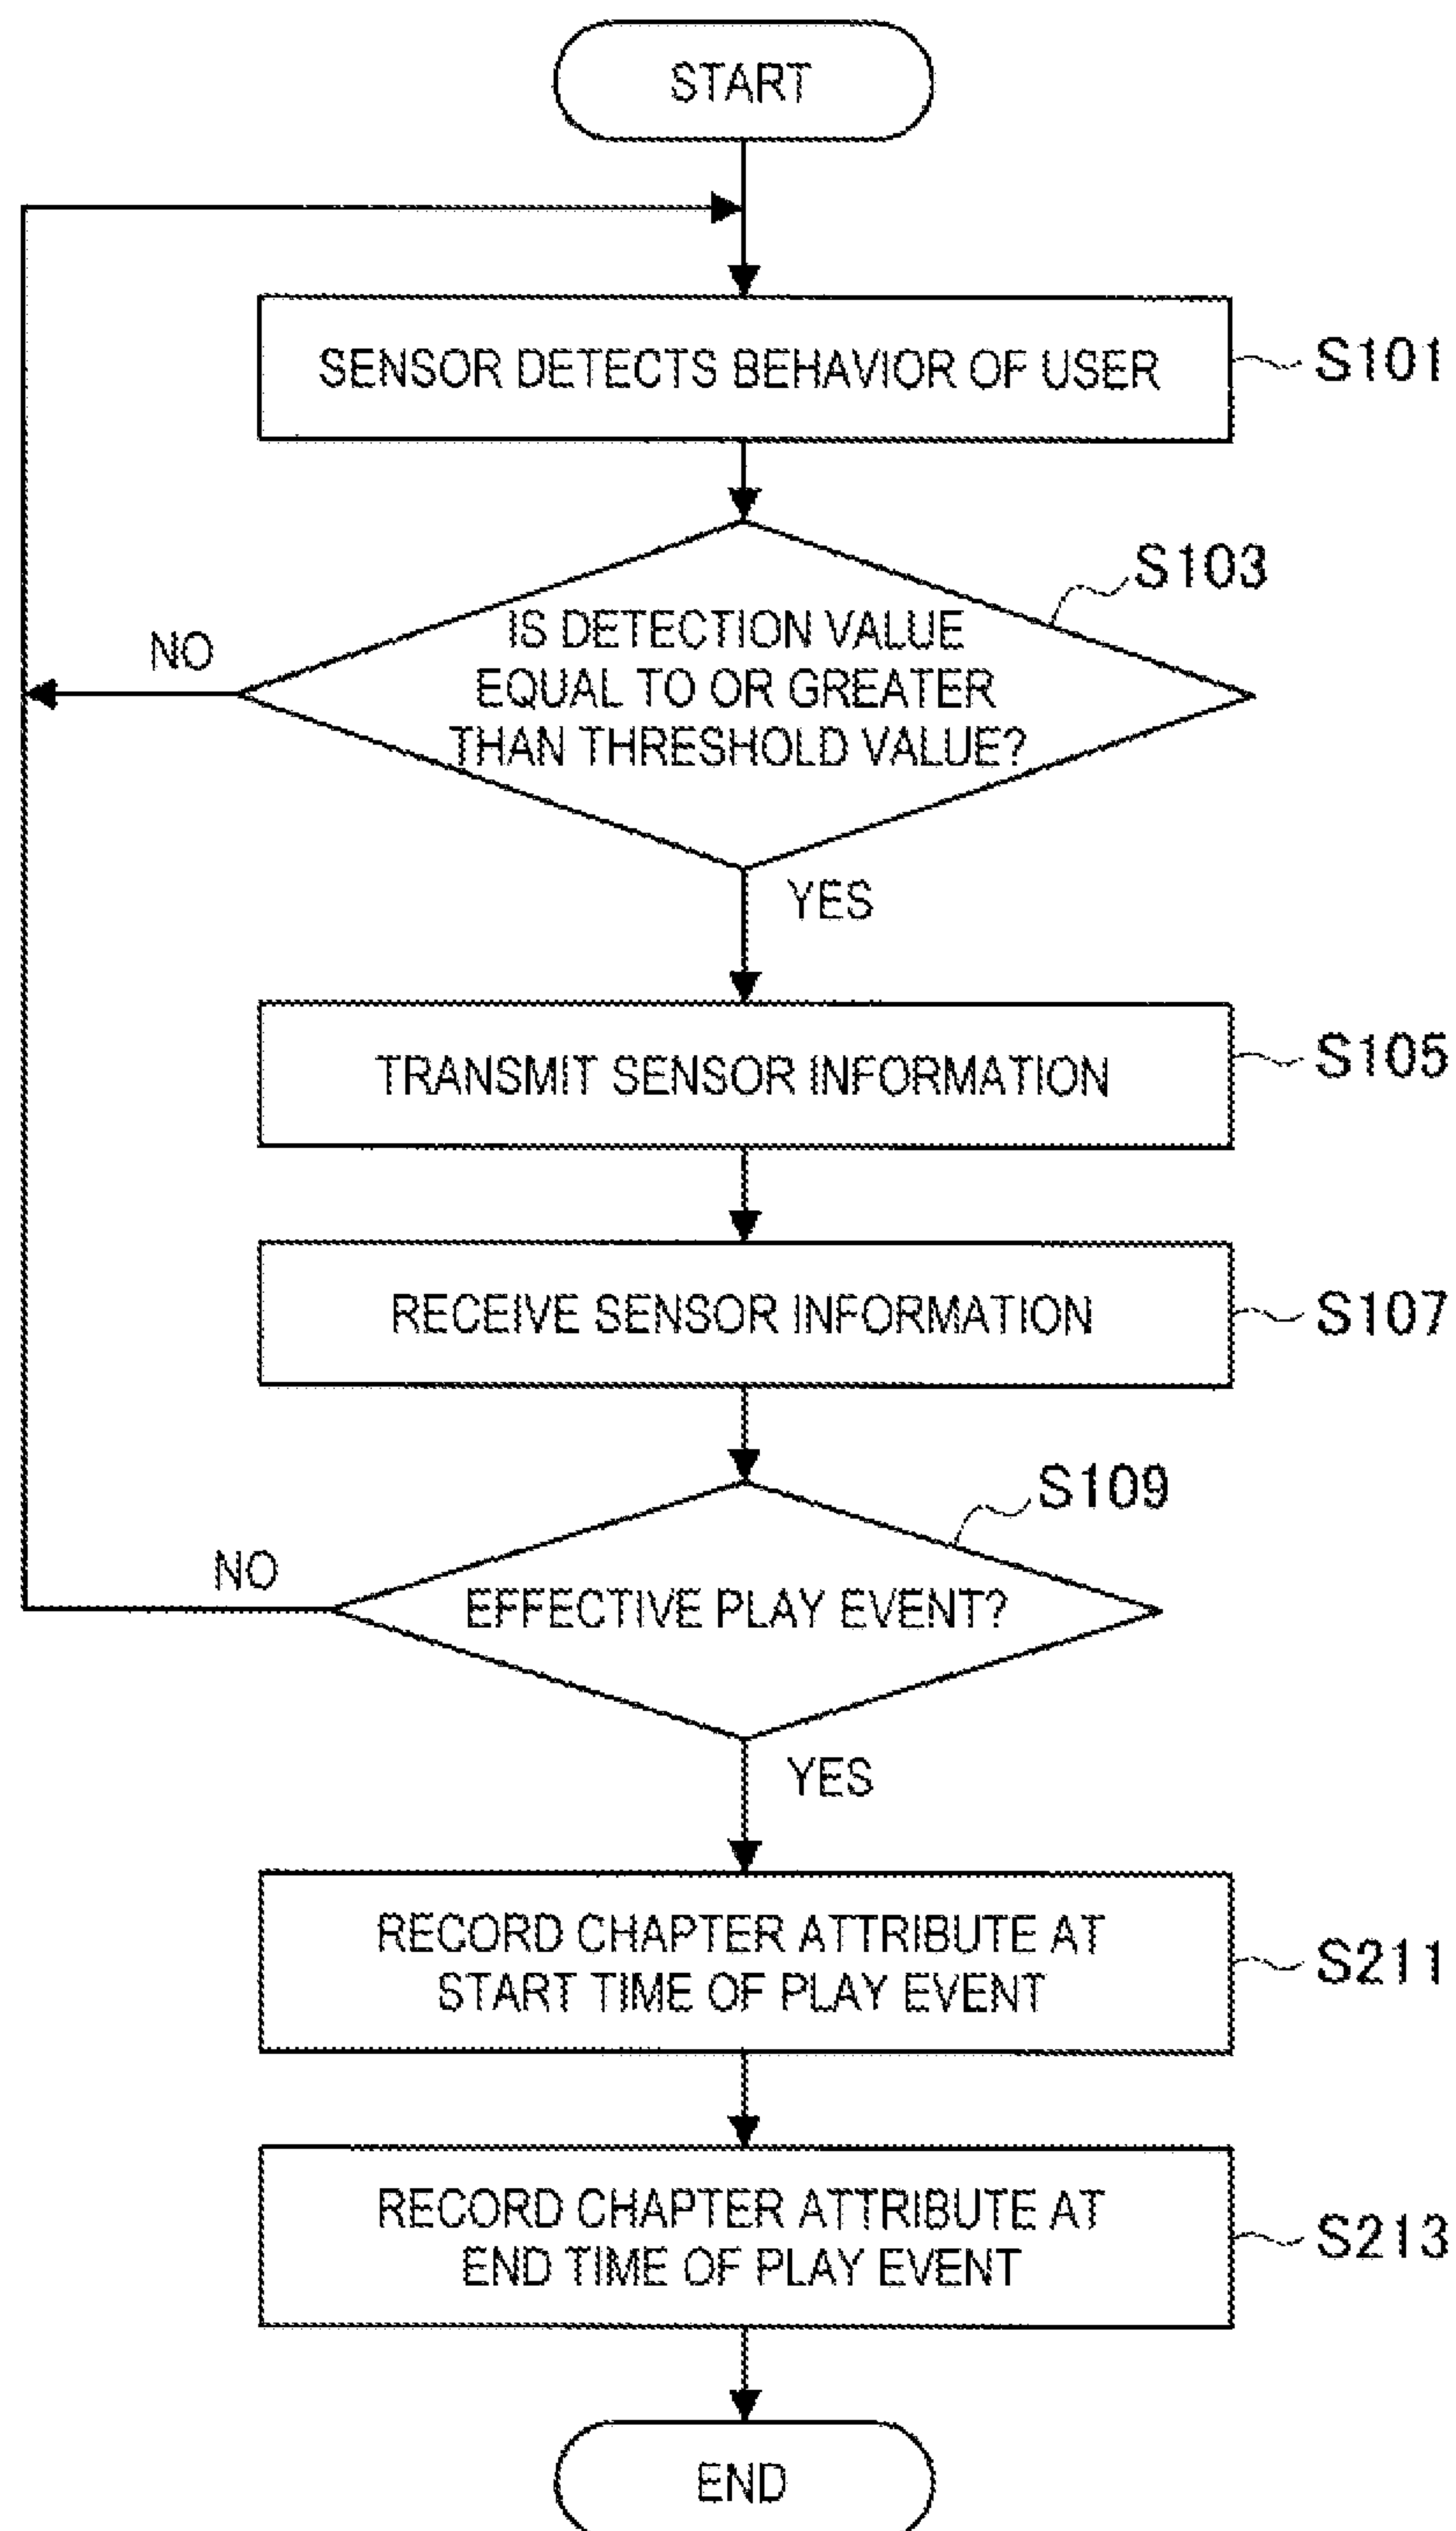 START
SENSOR DETECTS BEHAVIOR OF USER
S101
S103
IS DETECTION VALUE
EQUAL TO OR GREATER
THAN THRESHOLD VALUE?
NO
YES
TRANSMIT SENSOR INFORMATION
S105
RECEIVE SENSOR INFORMATION
S107
S109
EFFECTIVE PLAY EVENT?
NO
YES
RECORD CHAPTER ATTRIBUTE AT
START TIME OF PLAY EVENT
S211
RECORD CHAPTER ATTRIBUTE AT
END TIME OF PLAY EVENT
S213
END